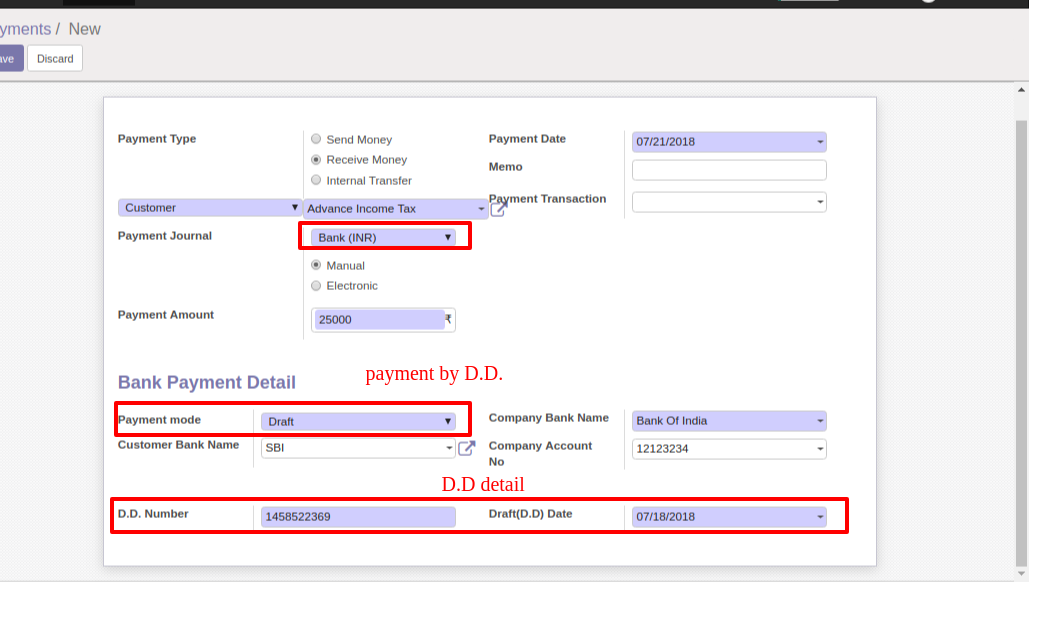 yments / New
ve Discard
Payment Type
Send Money
Receive Money
Internal Transfer
Payment Date 07/21/2018
Memo
Payment Transaction
Customer Advance Income Tax
Payment Journal Bank (INR)
Manual
Electronic
Payment Amount 25000 ₹
payment by D.D.
Bank Payment Detail
Payment mode Draft
Company Bank Name Bank Of India
Customer Bank Name SBI
Company Account No 12123234
D.D detail
D.D. Number 1458522369
Draft(D.D) Date 07/18/2018